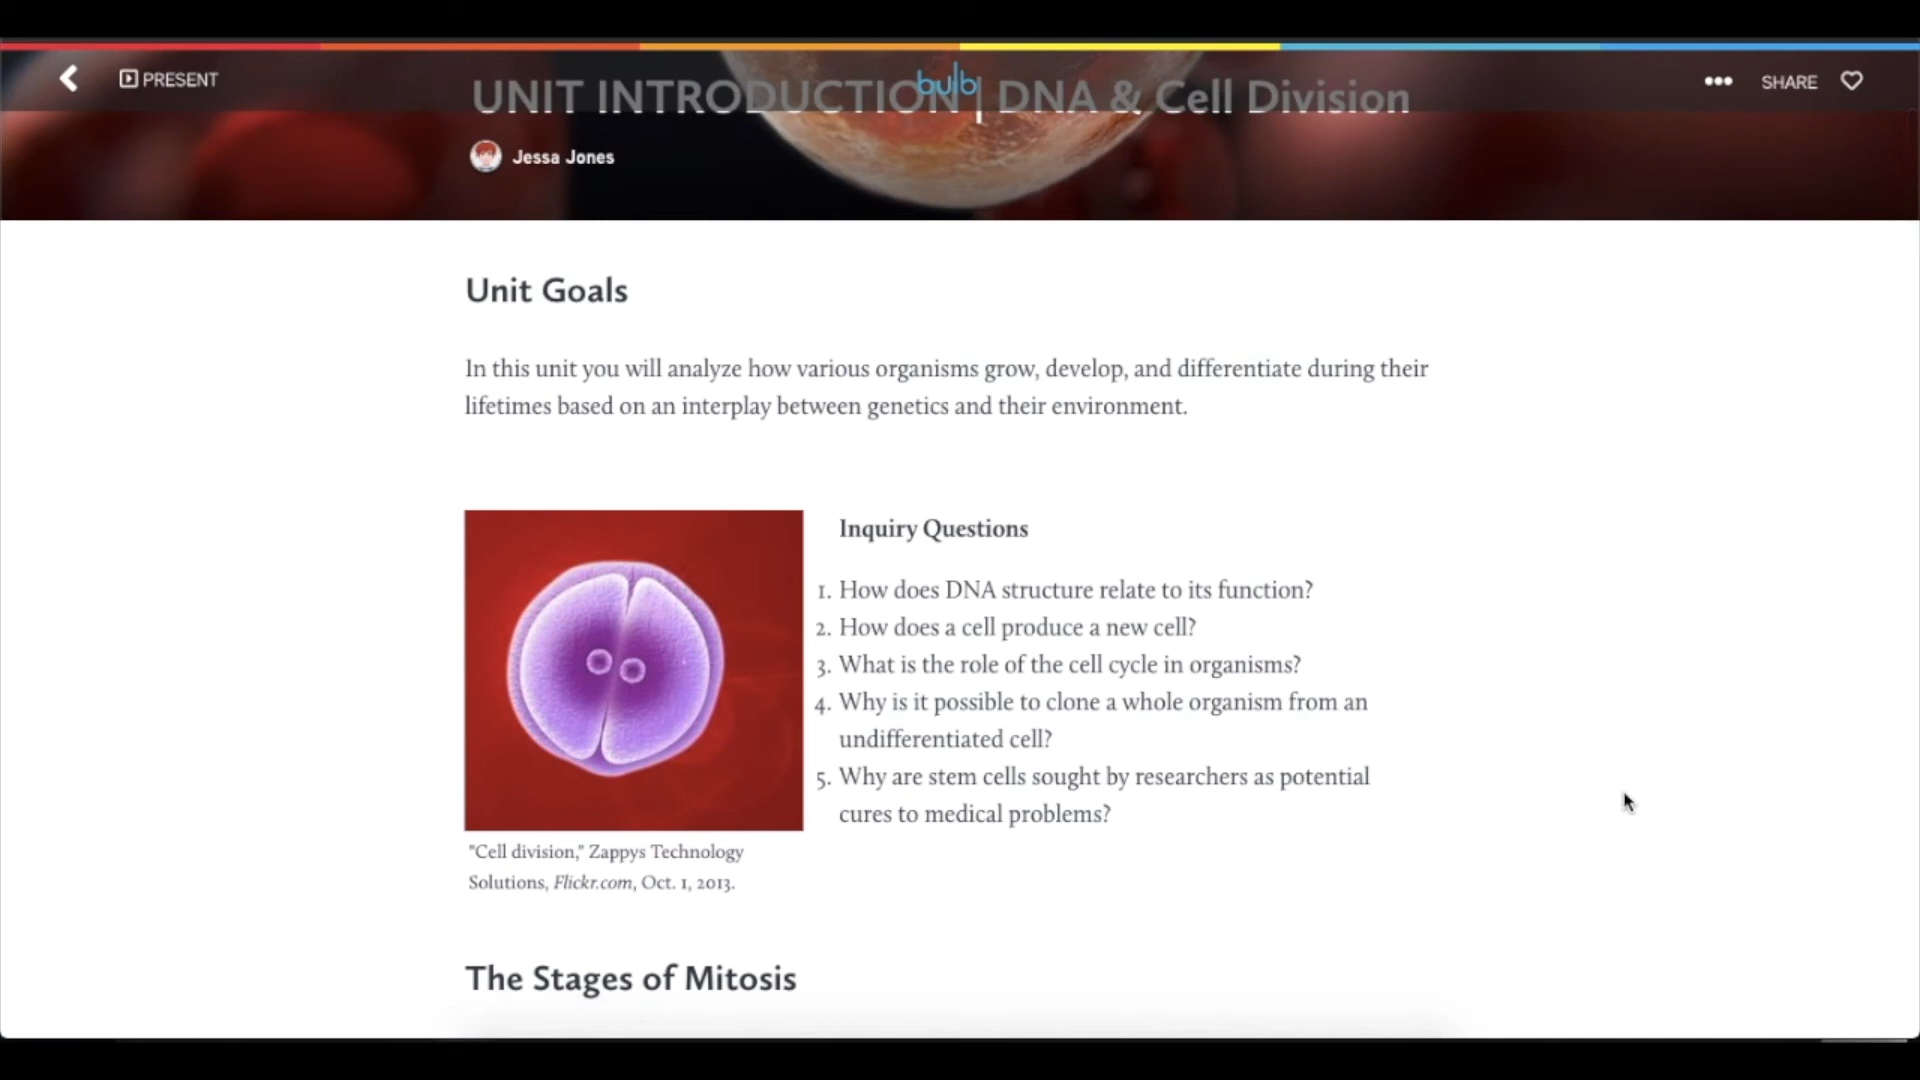 PRESENT
bulb
SHARE
UNIT INTRODUCTION | DNA & Cell Division
Jessa Jones
Unit Goals
In this unit you will analyze how various organisms grow, develop, and differentiate during their
lifetimes based on an interplay between genetics and their environment.
Inquiry Questions
1. How does DNA structure relate to its function?
2. How does a cell produce a new cell?
3. What is the role of the cell cycle in organisms?
4. Why is it possible to clone a whole organism from an
undifferentiated cell?
5. Why are stem cells sought by researchers as potential
cures to medical problems?
"Cell division," Zappys Technology
Solutions, Flickr.com, Oct. 1, 2013.
The Stages of Mitosis